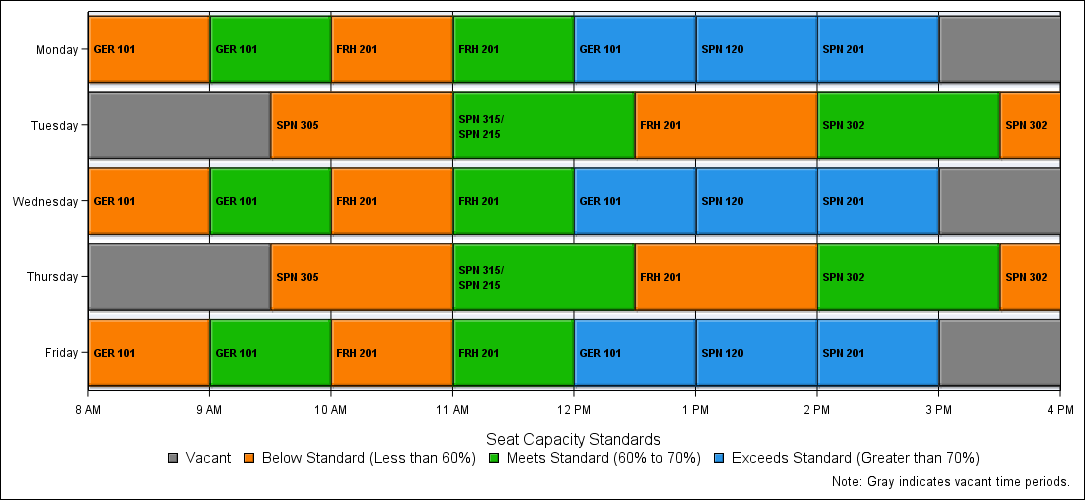 Monday
GER 101 GER 101 FRH 201 FRH 201 GER 101 SPN 120 SPN 201
Tuesday
SPN 305 SPN 315/ FRH 201 SPN 302 SPN 302
SPN 215
Wednesday
GER 101 GER 101 FRH 201 FRH 201 GER 101 SPN 120 SPN 201
Thursday
SPN 305 SPN 315/ FRH 201 SPN 302 SPN 302
SPN 215
Friday
GER 101 GER 101 FRH 201 FRH 201 GER 101 SPN 120 SPN 201
8 AM 9 AM 10 AM 11 AM 12 PM 1 PM 2 PM 3 PM 4 PM
Seat Capacity Standards
Vacant Below Standard (Less than 60%) Meets Standard (60% to 70%) Exceeds Standard (Greater than 70%)
Note: Gray indicates vacant time periods.